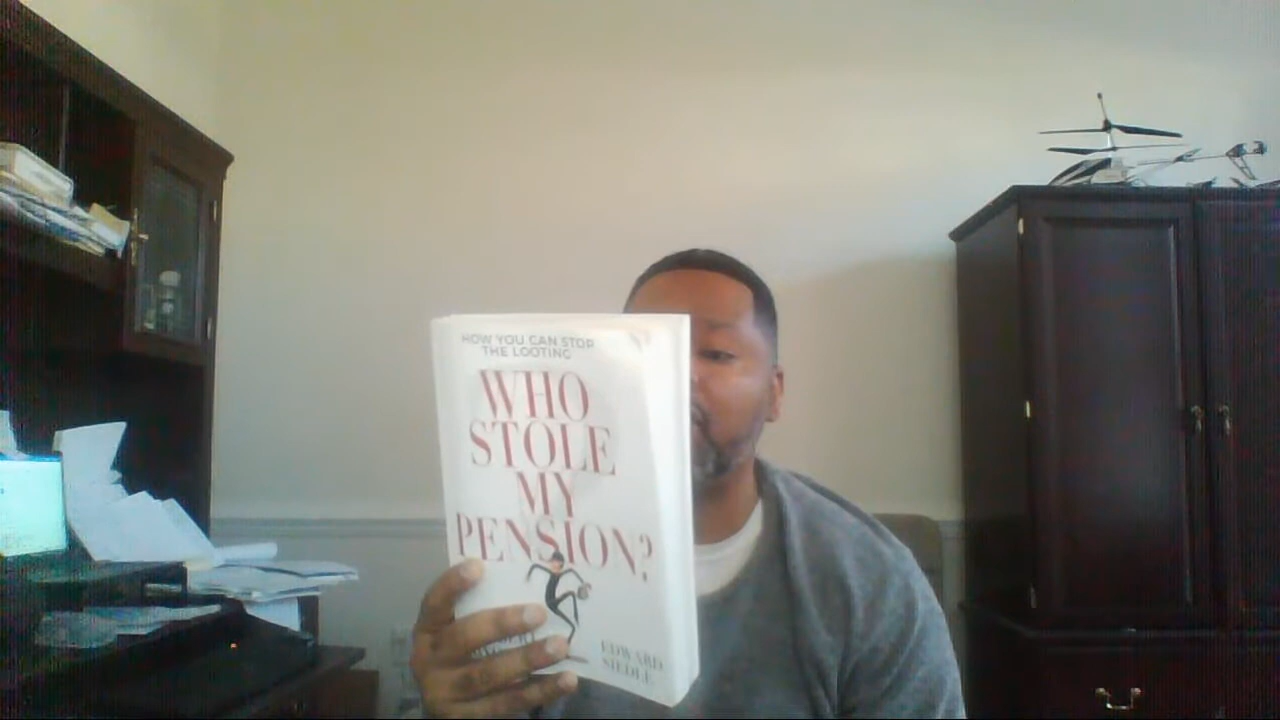 HOW YOU CAN STOP
THE LOOTING
WHO
STOLE
MY
PENSION?
EDWARD
SIEDLE